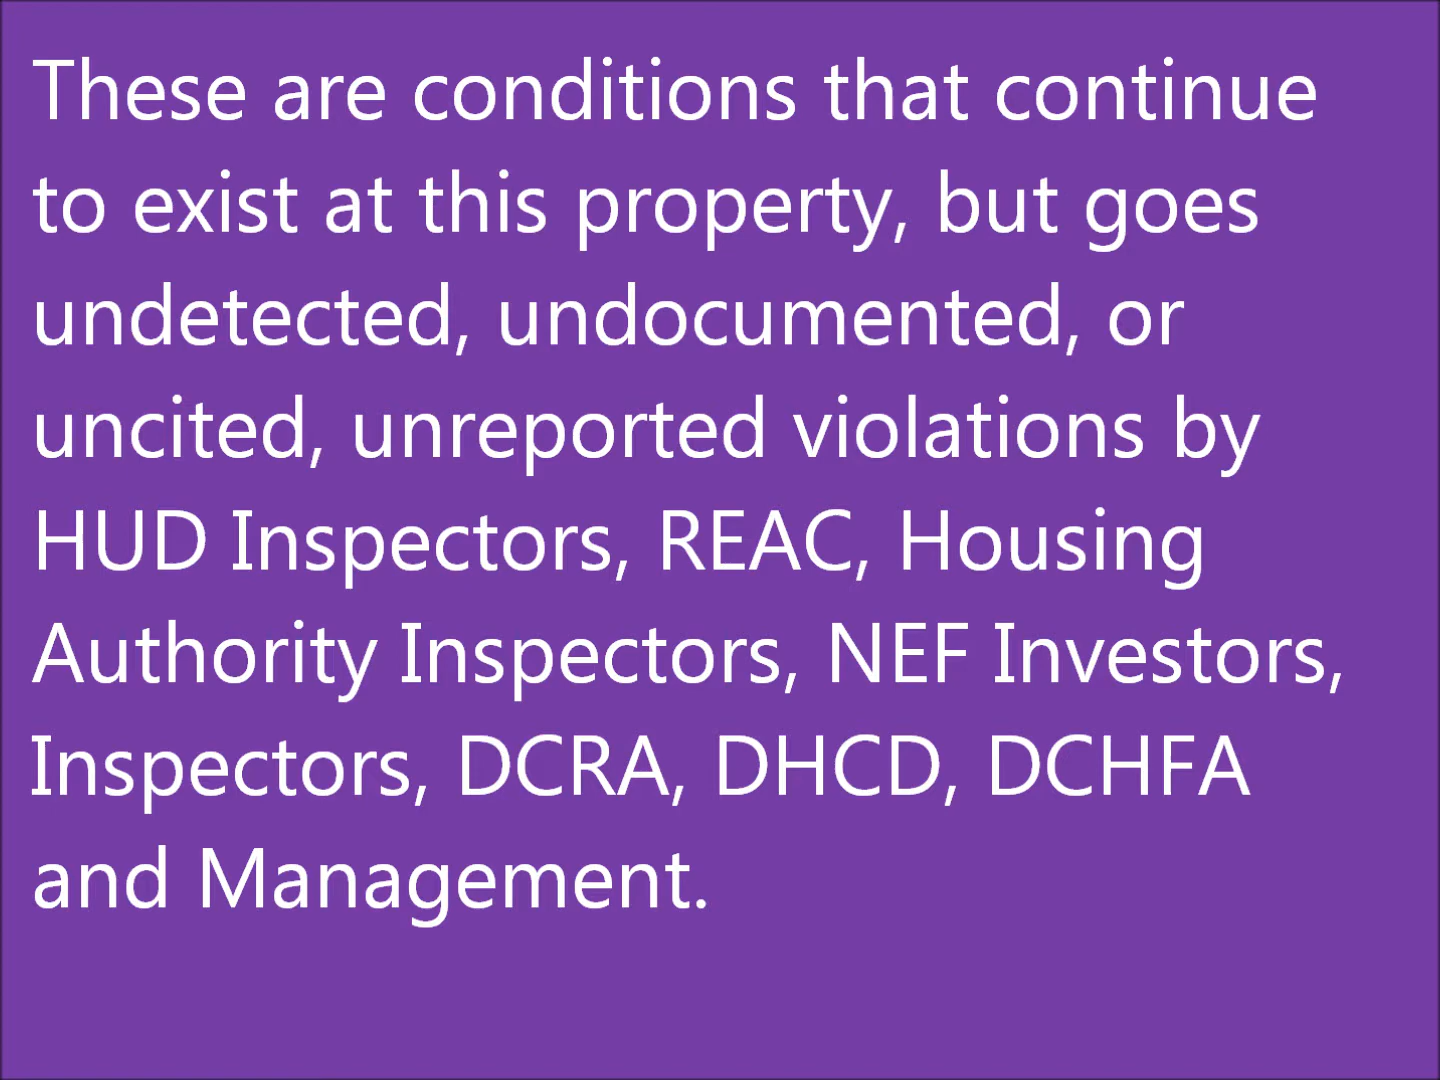 These are conditions that continue
to exist at this property, but goes
undetected, undocumented, or
uncited, unreported violations by
HUD Inspectors, REAC, Housing
Authority Inspectors, NEF Investors,
Inspectors, DCRA, DHCD, DCHFA
and Management.